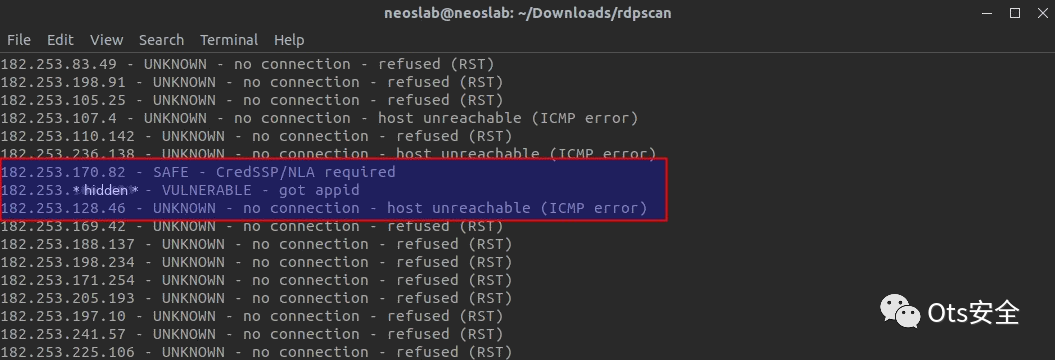 neoslab@neoslab: ~/Downloads/rdpscan
File Edit View Search Terminal Help
182.253.83.49 - UNKNOWN - no connection - refused (RST)
182.253.198.91 - UNKNOWN - no connection - refused (RST)
182.253.105.25 - UNKNOWN - no connection - refused (RST)
182.253.107.4 - UNKNOWN - no connection - host unreachable (ICMP error)
182.253.110.142 - UNKNOWN - no connection - refused (RST)
182.253.236.138 - UNKNOWN - no connection - host unreachable (ICMP error)
182.253.170.82 - SAFE - CredSSP/NLA required
182.253.* hidden * - VULNERABLE - got appid
182.253.128.46 - UNKNOWN - no connection - host unreachable (ICMP error)
182.253.169.42 - UNKNOWN - no connection - refused (RST)
182.253.188.137 - UNKNOWN - no connection - refused (RST)
182.253.198.234 - UNKNOWN - no connection - refused (RST)
182.253.171.254 - UNKNOWN - no connection - refused (RST)
182.253.205.193 - UNKNOWN - no connection - refused (RST)
182.253.197.10 - UNKNOWN - no connection - refused (RST)
182.253.241.57 - UNKNOWN - no connection - refused (RST)
182.253.225.106 - UNKNOWN - no connection - refused (RST)
Ots安全